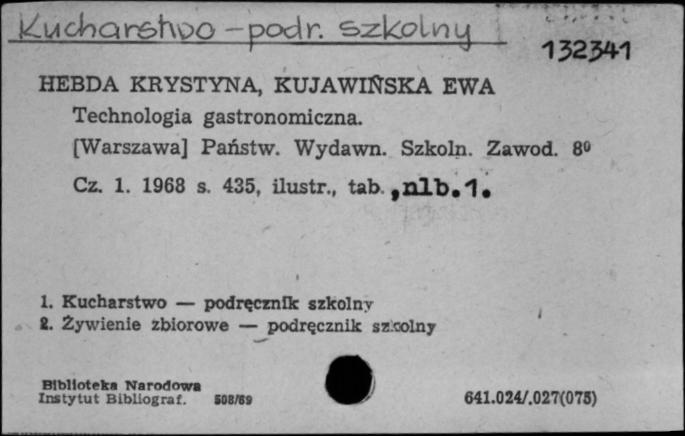 Kucharstwo - podr. szkolny
132341
HEBDA KRYSTYNA, KUJAWIŃSKA EWA
Technologia gastronomiczna.
[Warszawa] Państw. Wydawn. Szkoln. Zawod. 8⁰
Cz. 1. 1968 s. 435, ilustr., tab. ,nlb.1.
1. Kucharstwo — podręcznik szkolny
2. Żywienie zbiorowe — podręcznik szkolny
Biblioteka Narodowa
Instytut Bibliograf. 508/69
641.024/.027(075)